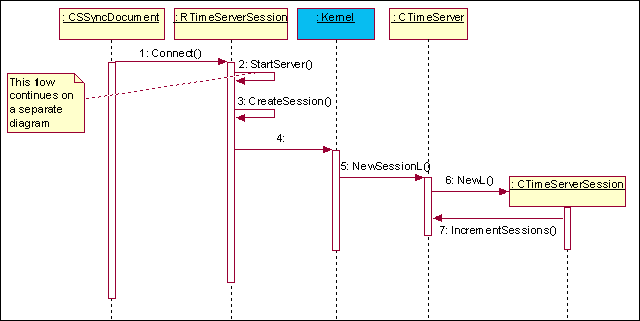 : CSSyncDocument
: RTimeServerSession
: Kernel
: CTimeServer
1: Connect()
2: StartServer()
This flow
continues on
a separate
diagram
3: CreateSession()
4:
5: NewSessionL()
6: NewL()
: CTimeServerSession
7: IncrementSessions()